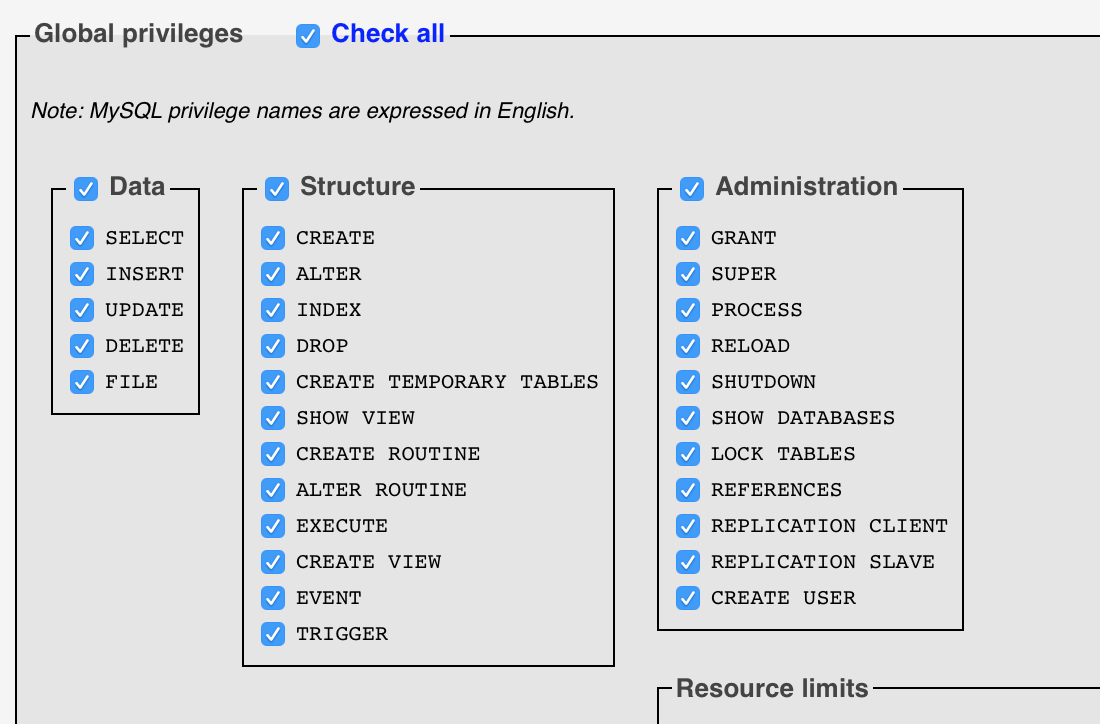 Global privileges Check all
Note: MySQL privilege names are expressed in English.
Data
SELECT
INSERT
UPDATE
DELETE
FILE
Structure
CREATE
ALTER
INDEX
DROP
CREATE TEMPORARY TABLES
SHOW VIEW
CREATE ROUTINE
ALTER ROUTINE
EXECUTE
CREATE VIEW
EVENT
TRIGGER
Administration
GRANT
SUPER
PROCESS
RELOAD
SHUTDOWN
SHOW DATABASES
LOCK TABLES
REFERENCES
REPLICATION CLIENT
REPLICATION SLAVE
CREATE USER
Resource limits